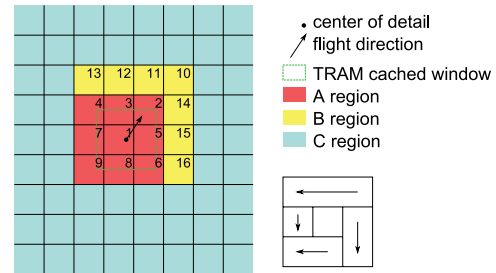 13 12 11 10
4 3 2 14
7 1 5 15
9 8 6 16
center of detail
flight direction
TRAM cached window
A region
B region
C region